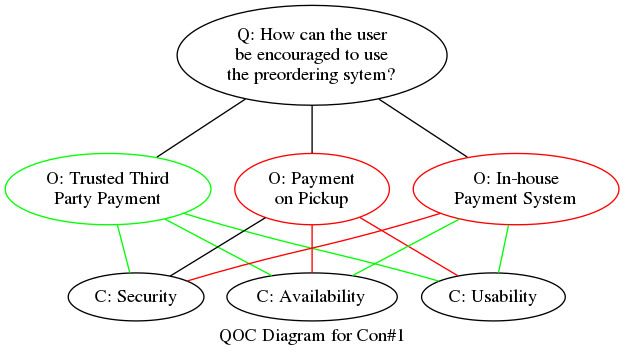 Q: How can the user
be encouraged to use
the preordering sytem?
O: Trusted Third
Party Payment
O: Payment
on Pickup
O: In-house
Payment System
C: Security
C: Availability
C: Usability
QOC Diagram for Con#1